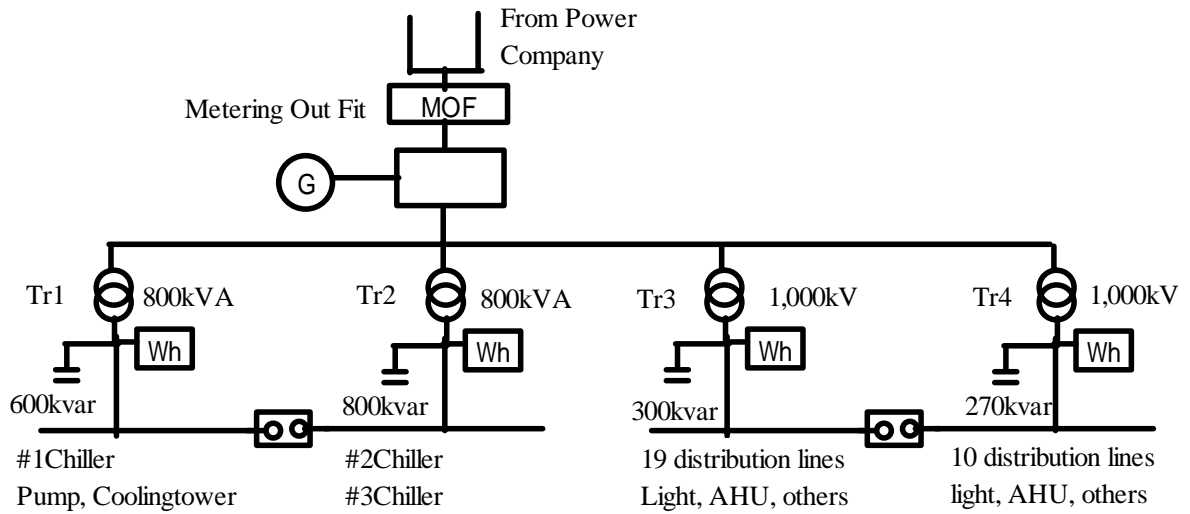 From Power
Company
Metering Out Fit
MOF
G
Tr1
800kVA
Tr2
800kVA
Tr3
1,000kV
Tr4
1,000kV
Wh
Wh
Wh
Wh
600kvar
800kvar
300kvar
270kvar
#1Chiller
Pump, Coolingtower
#2Chiller
#3Chiller
19 distribution lines
Light, AHU, others
10 distribution lines
light, AHU, others